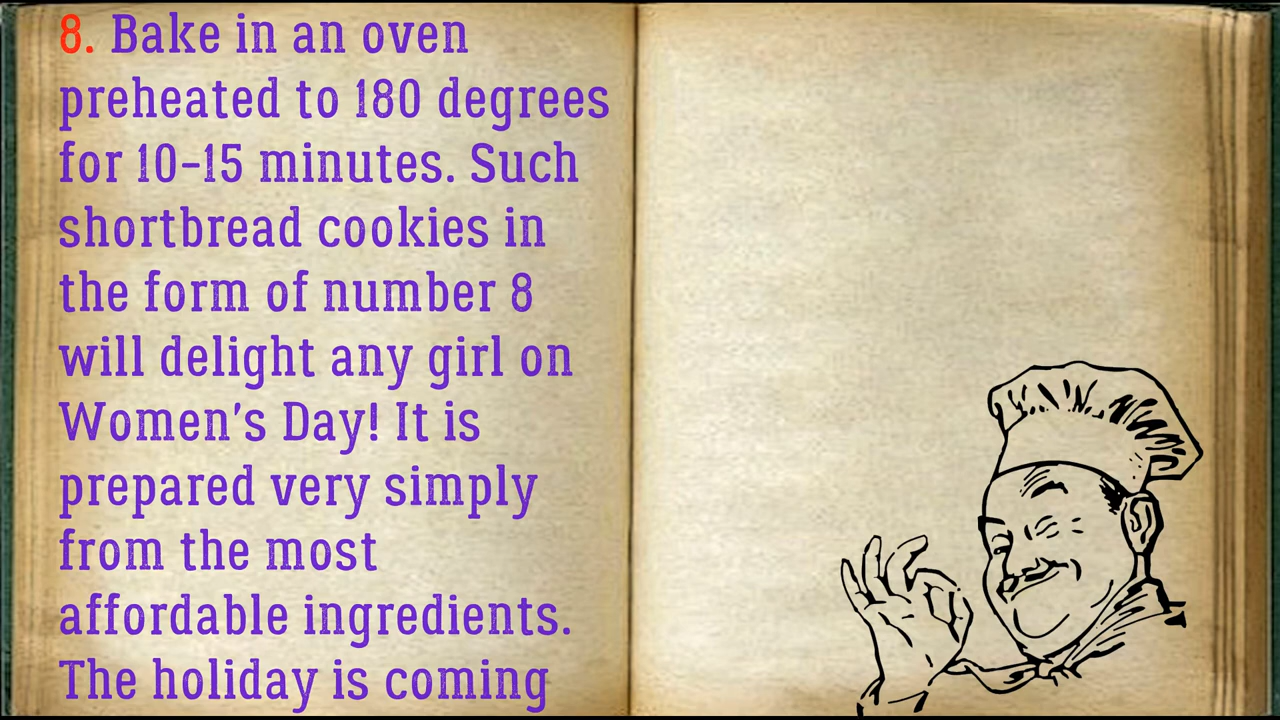 8. Bake in an oven
preheated to 180 degrees
for 10-15 minutes. Such
shortbread cookies in
the form of number 8
will delight any girl on
Women's Day! It is
prepared very simply
from the most
affordable ingredients.
The holiday is coming